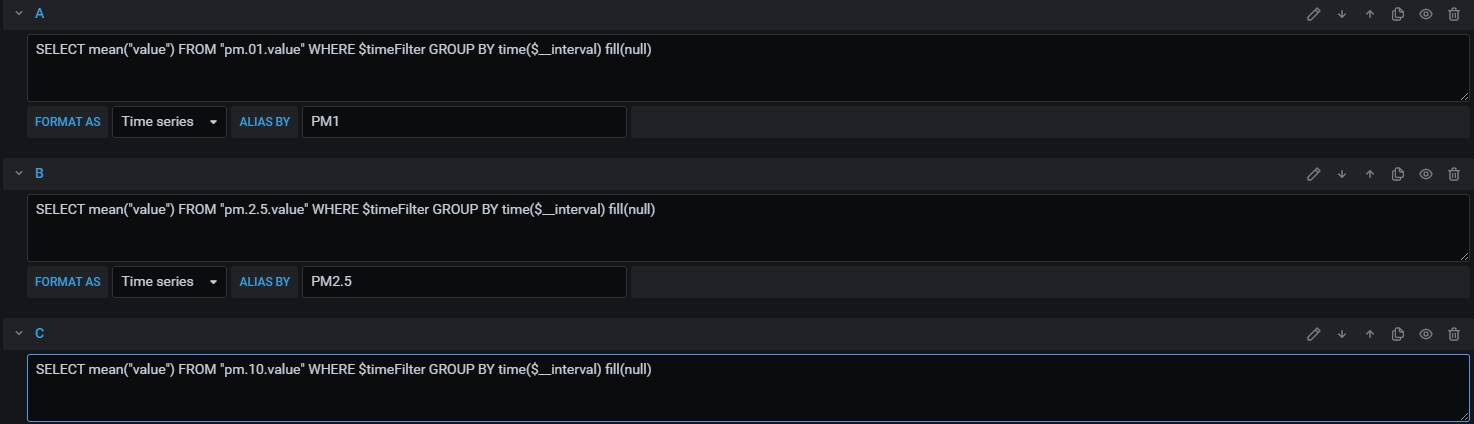 A
SELECT mean("value") FROM "pm.01.value" WHERE $timeFilter GROUP BY time($__interval) fill(null)
FORMAT AS Time series ALIAS BY PM1
B
SELECT mean("value") FROM "pm.2.5.value" WHERE $timeFilter GROUP BY time($__interval) fill(null)
FORMAT AS Time series ALIAS BY PM2.5
C
SELECT mean("value") FROM "pm.10.value" WHERE $timeFilter GROUP BY time($__interval) fill(null)